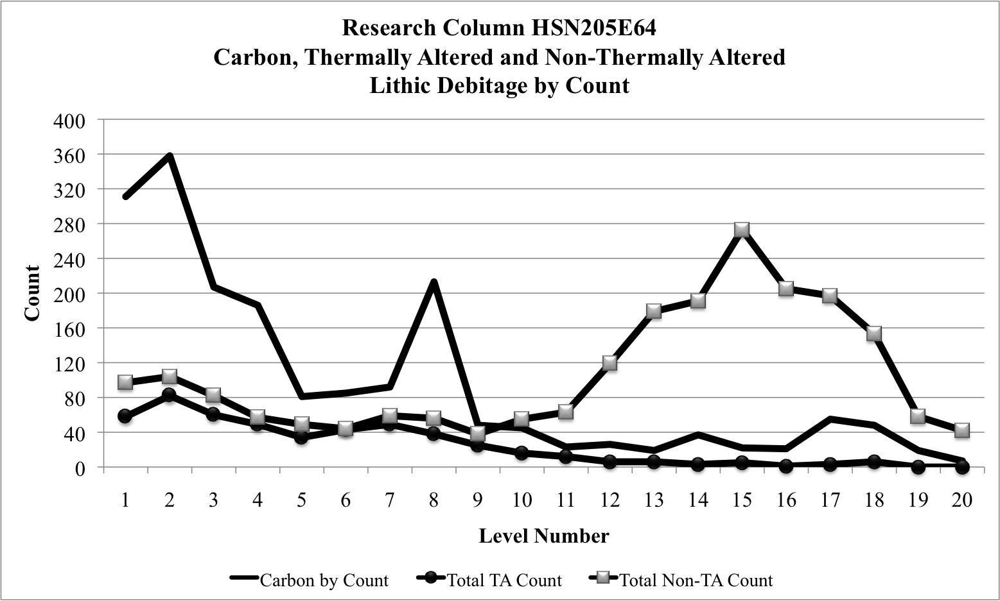 Research Column HSN205E64
Carbon, Thermally Altered and Non-Thermally Altered
Lithic Debitage by Count
400
360
320
280
240
200
160
120
80
40
0
Count
1 2 3 4 5 6 7 8 9 10 11 12 13 14 15 16 17 18 19 20
Level Number
Carbon by Count Total TA Count Total Non-TA Count